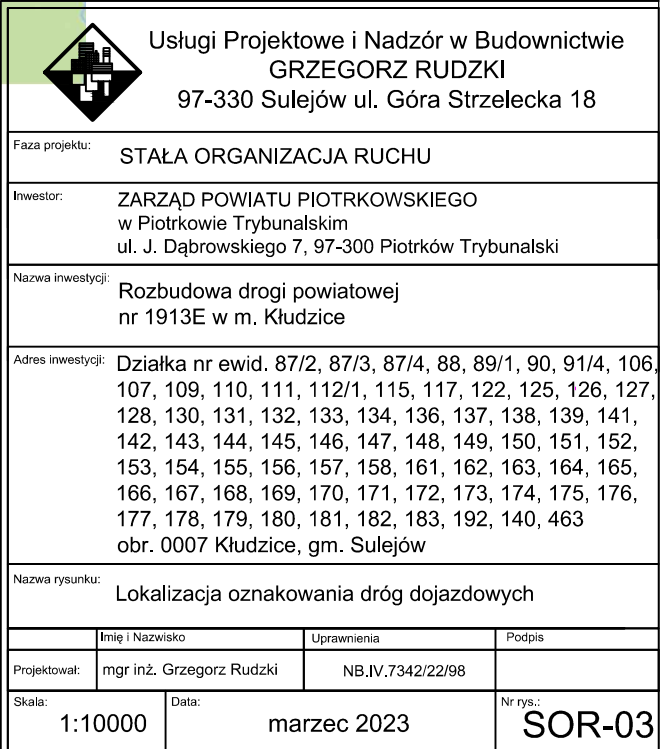 Usługi Projektowe i Nadzór w Budownictwie
GRZEGORZ RUDZKI
97-330 Sulejów ul. Góra Strzelecka 18
Faza projektu:
STAŁA ORGANIZACJA RUCHU
Inwestor:
ZARZĄD POWIATU PIOTRKOWSKIEGO
w Piotrkowie Trybunalskim
ul. J. Dąbrowskiego 7, 97-300 Piotrków Trybunalski
Nazwa inwestycji:
Rozbudowa drogi powiatowej
nr 1913E w m. Kłudzice
Adres inwestycji:
Działka nr ewid. 87/2, 87/3, 87/4, 88, 89/1, 90, 91/4, 106,
107, 109, 110, 111, 112/1, 115, 117, 122, 125, 126, 127,
128, 130, 131, 132, 133, 134, 136, 137, 138, 139, 141,
142, 143, 144, 145, 146, 147, 148, 149, 150, 151, 152,
153, 154, 155, 156, 157, 158, 161, 162, 163, 164, 165,
166, 167, 168, 169, 170, 171, 172, 173, 174, 175, 176,
177, 178, 179, 180, 181, 182, 183, 192, 140, 463
obr. 0007 Kłudzice, gm. Sulejów
Nazwa rysunku:
Lokalizacja oznakowania dróg dojazdowych
Imię i Nazwisko Uprawnienia Podpis
Projektował: mgr inż. Grzegorz Rudzki NB.IV.7342/22/98
Skala: Data: Nr rys.:
1:10000 marzec 2023 SOR-03